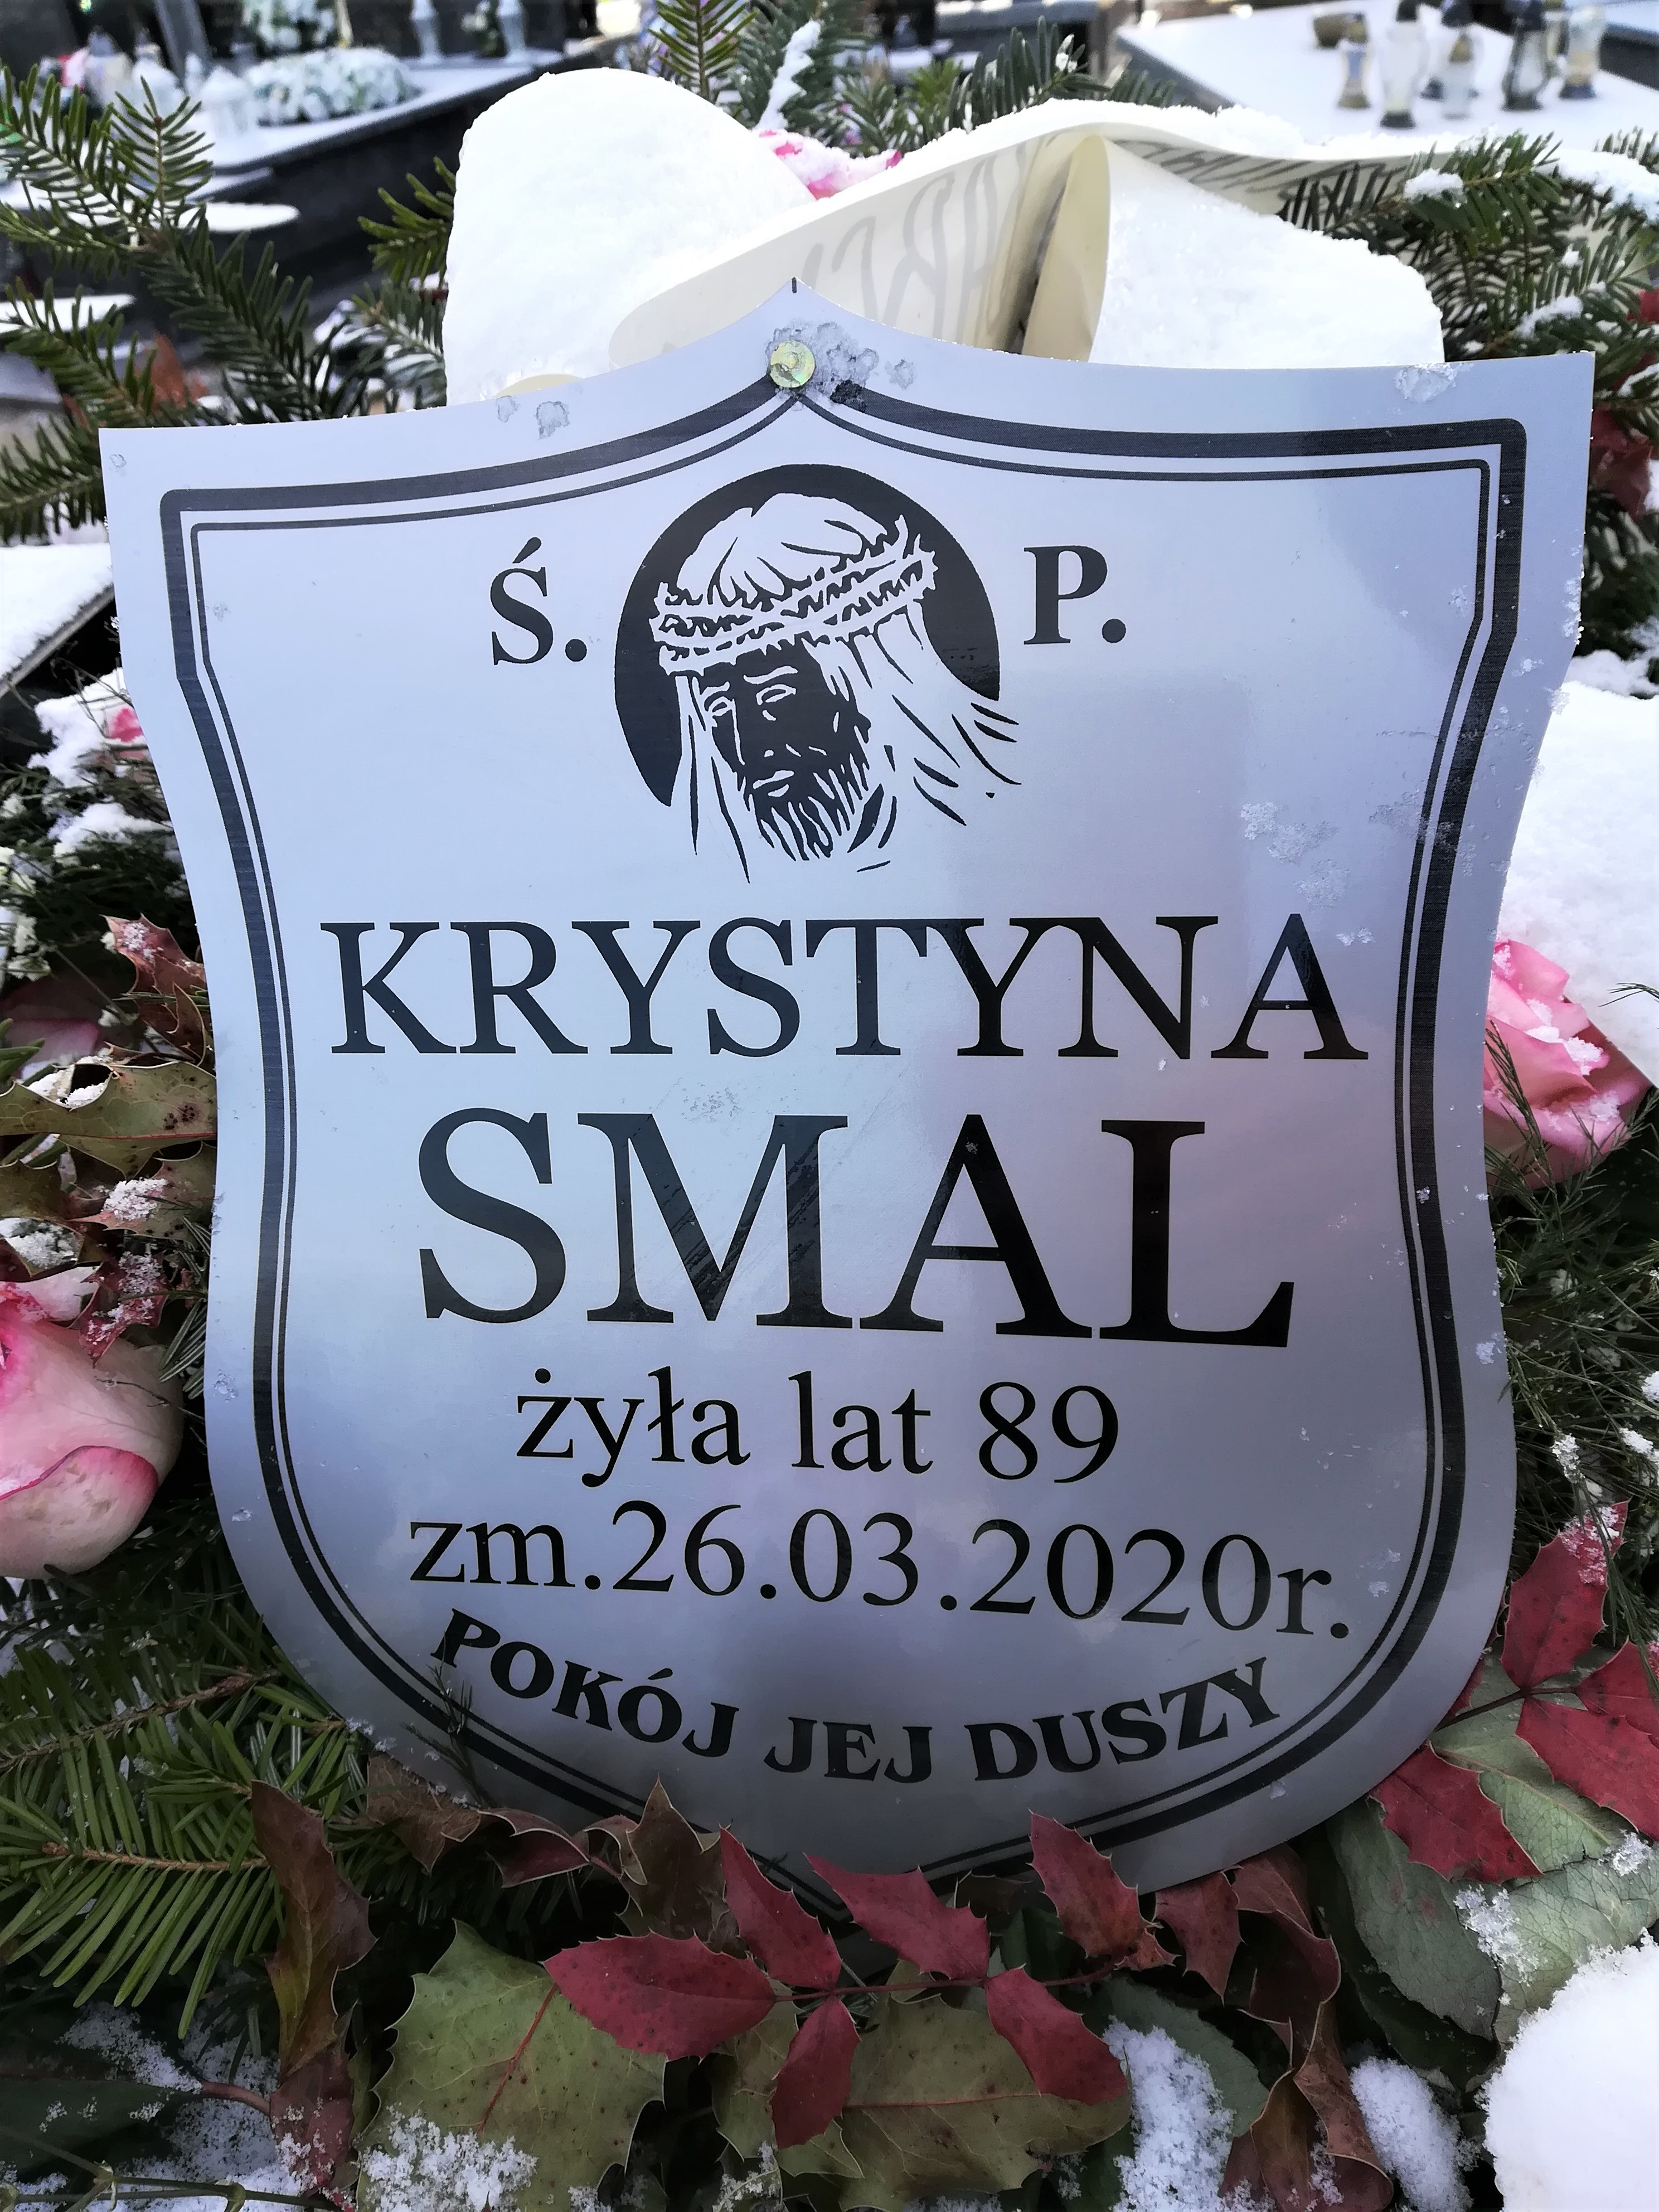 Ś. P.
KRYSTYNA
SMAL
żyła lat 89
zm.26.03.2020r.
POKÓJ JEJ DUSZY